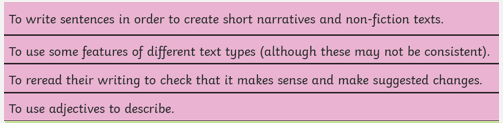 To write sentences in order to create short narratives and non-fiction texts.
To use some features of different text types (although these may not be consistent).
To reread their writing to check that it makes sense and make suggested changes.
To use adjectives to describe.